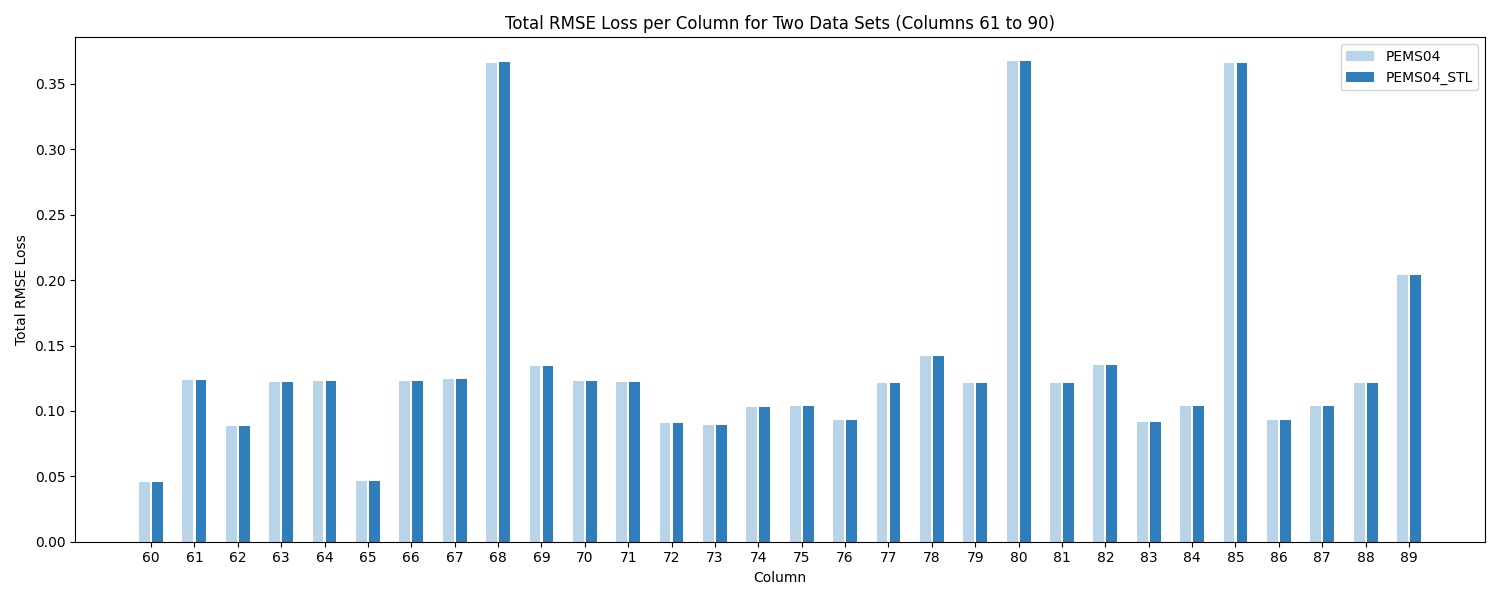 Total RMSE Loss per Column for Two Data Sets (Columns 61 to 90)
PEMS04
PEMS04_STL
Total RMSE Loss
0.35
0.30
0.25
0.20
0.15
0.10
0.05
0.00
60 61 62 63 64 65 66 67 68 69 70 71 72 73 74 75 76 77 78 79 80 81 82 83 84 85 86 87 88 89
Column